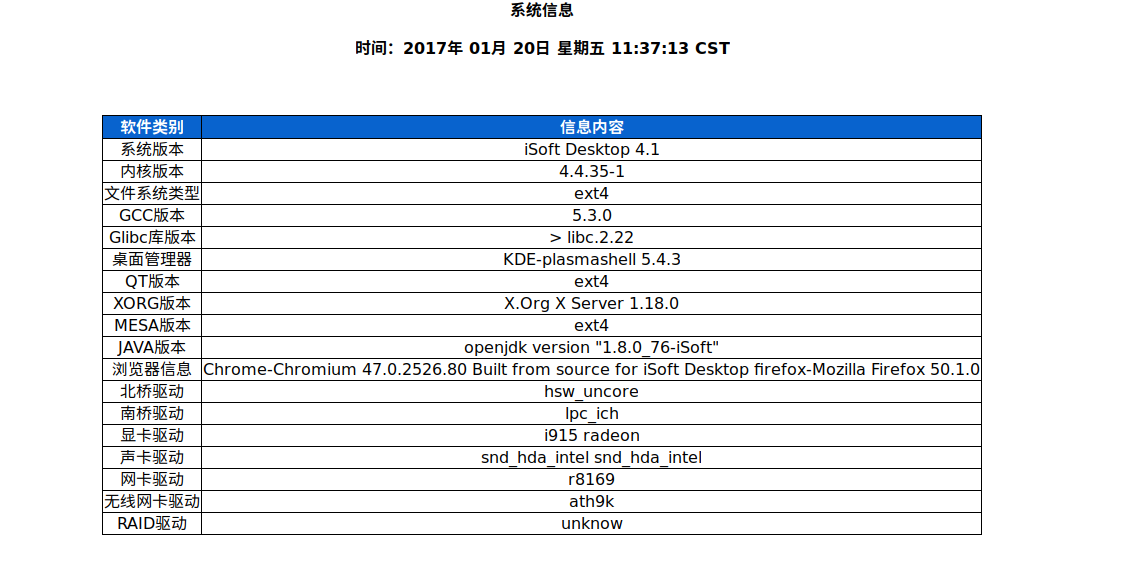 系统信息
时间：2017年 01月 20日 星期五 11:37:13 CST
软件类别 信息内容
系统版本 iSoft Desktop 4.1
内核版本 4.4.35-1
文件系统类型 ext4
GCC版本 5.3.0
Glibc库版本 > libc.2.22
桌面管理器 KDE-plasmashell 5.4.3
QT版本 ext4
XORG版本 X.Org X Server 1.18.0
MESA版本 ext4
JAVA版本 openjdk version "1.8.0_76-iSoft"
浏览器信息 Chrome-Chromium 47.0.2526.80 Built from source for iSoft Desktop firefox-Mozilla Firefox 50.1.0
北桥驱动 hsw_uncore
南桥驱动 lpc_ich
显卡驱动 i915 radeon
声卡驱动 snd_hda_intel snd_hda_intel
网卡驱动 r8169
无线网卡驱动 ath9k
RAID驱动 unknow